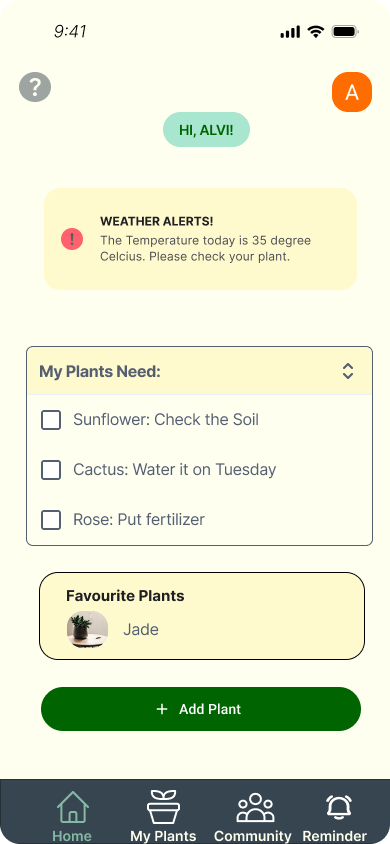 9:41
?
A
HI, ALVI!
WEATHER ALERTS!
!
The Temperature today is 35 degree
Celcius. Please check your plant.
My Plants Need:
Sunflower: Check the Soil
Cactus: Water it on Tuesday
Rose: Put fertilizer
Favourite Plants
Jade
+ Add Plant
Home My Plants Community Reminder